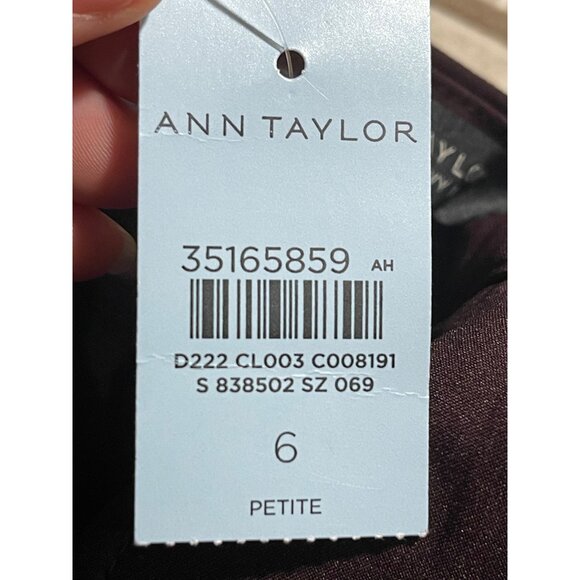 ANN TAYLOR
35165859 AH
D222 CL003 C008191
S 838502 SZ 069
6
PETITE